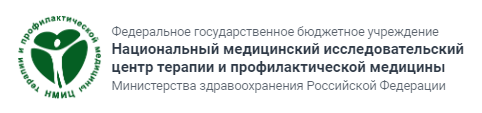 Федеральное государственное бюджетное учреждение
Национальный медицинский исследовательский
центр терапии и профилактической медицины
Министерства здравоохранения Российской Федерации
терапии и профилактической медицины
НМИЦ